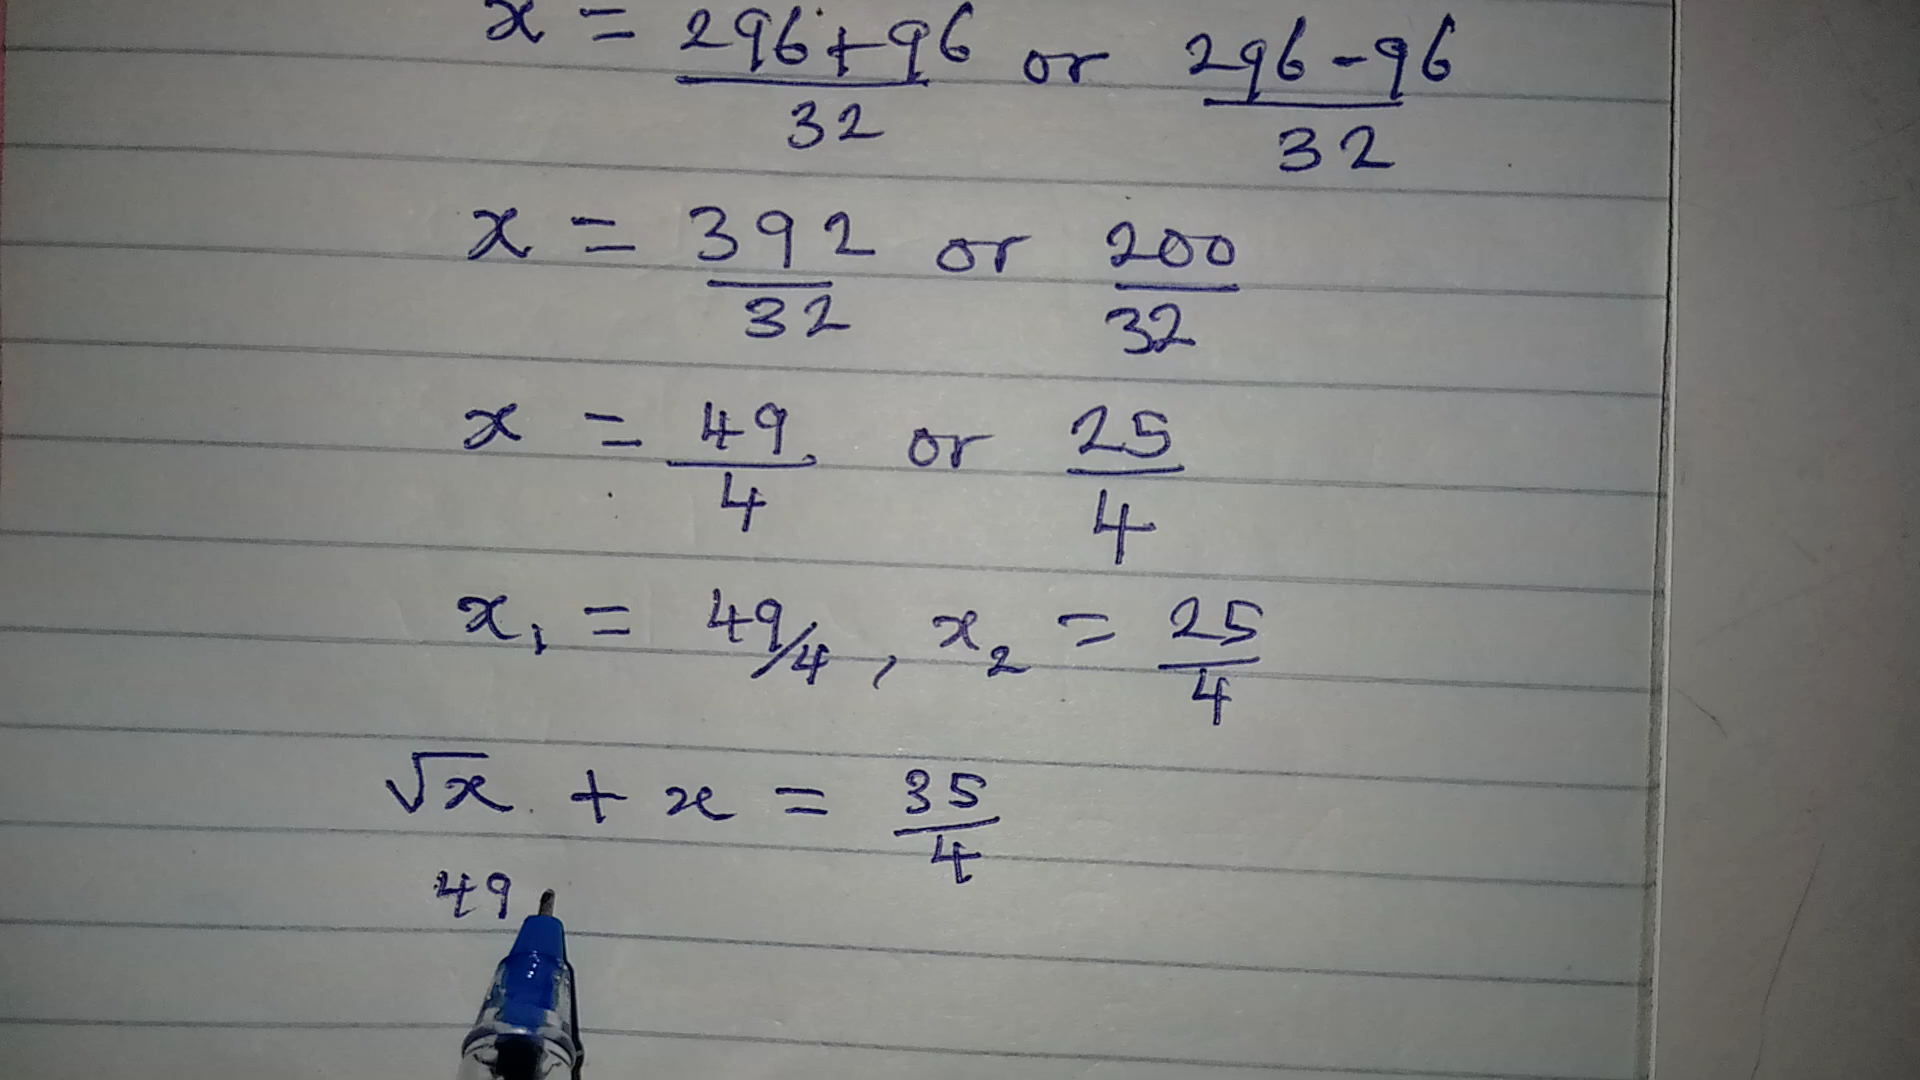 x = 296+96/32 or 296-96/32
x = 392/32 or 200/32
x = 49/4 or 25/4
x₁ = 49/4, x₂ = 25/4
√x + x = 35/4
49